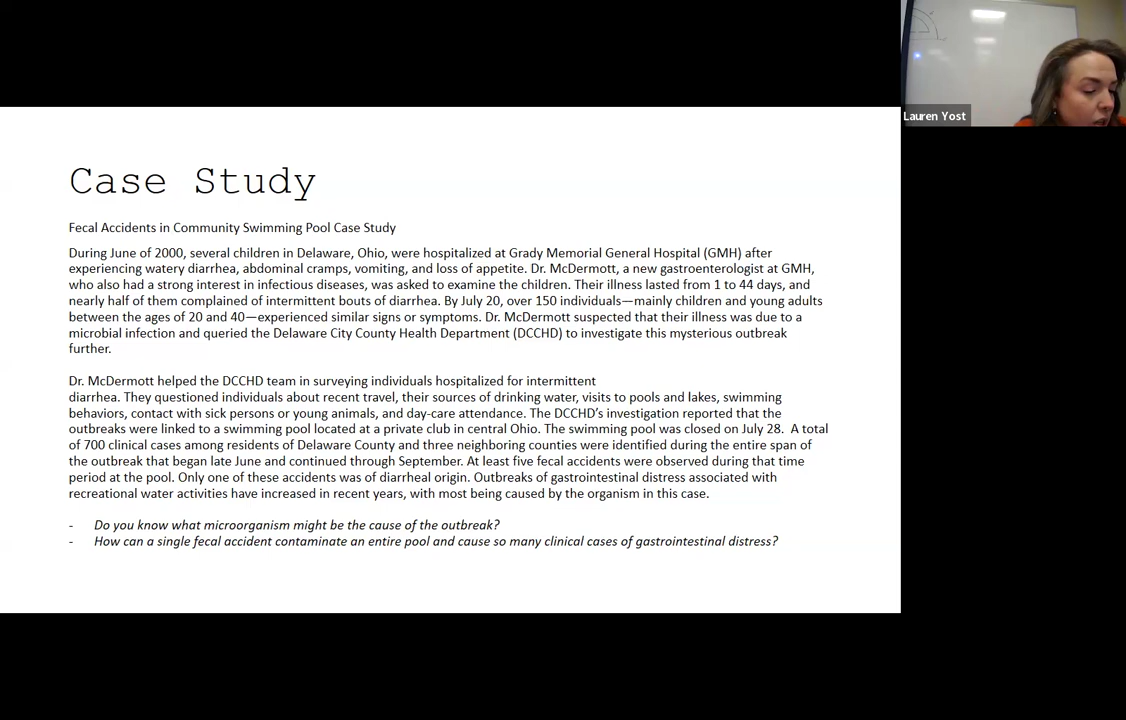 Lauren Yost
Case Study
Fecal Accidents in Community Swimming Pool Case Study
During June of 2000, several children in Delaware, Ohio, were hospitalized at Grady Memorial General Hospital (GMH) after
experiencing watery diarrhea, abdominal cramps, vomiting, and loss of appetite. Dr. McDermott, a new gastroenterologist at GMH,
who also had a strong interest in infectious diseases, was asked to examine the children. Their illness lasted from 1 to 44 days, and
nearly half of them complained of intermittent bouts of diarrhea. By July 20, over 150 individuals—mainly children and young adults
between the ages of 20 and 40—experienced similar signs or symptoms. Dr. McDermott suspected that their illness was due to a
microbial infection and queried the Delaware City County Health Department (DCCHD) to investigate this mysterious outbreak
further.
Dr. McDermott helped the DCCHD team in surveying individuals hospitalized for intermittent
diarrhea. They questioned individuals about recent travel, their sources of drinking water, visits to pools and lakes, swimming
behaviors, contact with sick persons or young animals, and day-care attendance. The DCCHD’s investigation reported that the
outbreaks were linked to a swimming pool located at a private club in central Ohio. The swimming pool was closed on July 28. A total
of 700 clinical cases among residents of Delaware County and three neighboring counties were identified during the entire span of
the outbreak that began late June and continued through September. At least five fecal accidents were observed during that time
period at the pool. Only one of these accidents was of diarrheal origin. Outbreaks of gastrointestinal distress associated with
recreational water activities have increased in recent years, with most being caused by the organism in this case.
- Do you know what microorganism might be the cause of the outbreak?
- How can a single fecal accident contaminate an entire pool and cause so many clinical cases of gastrointestinal distress?